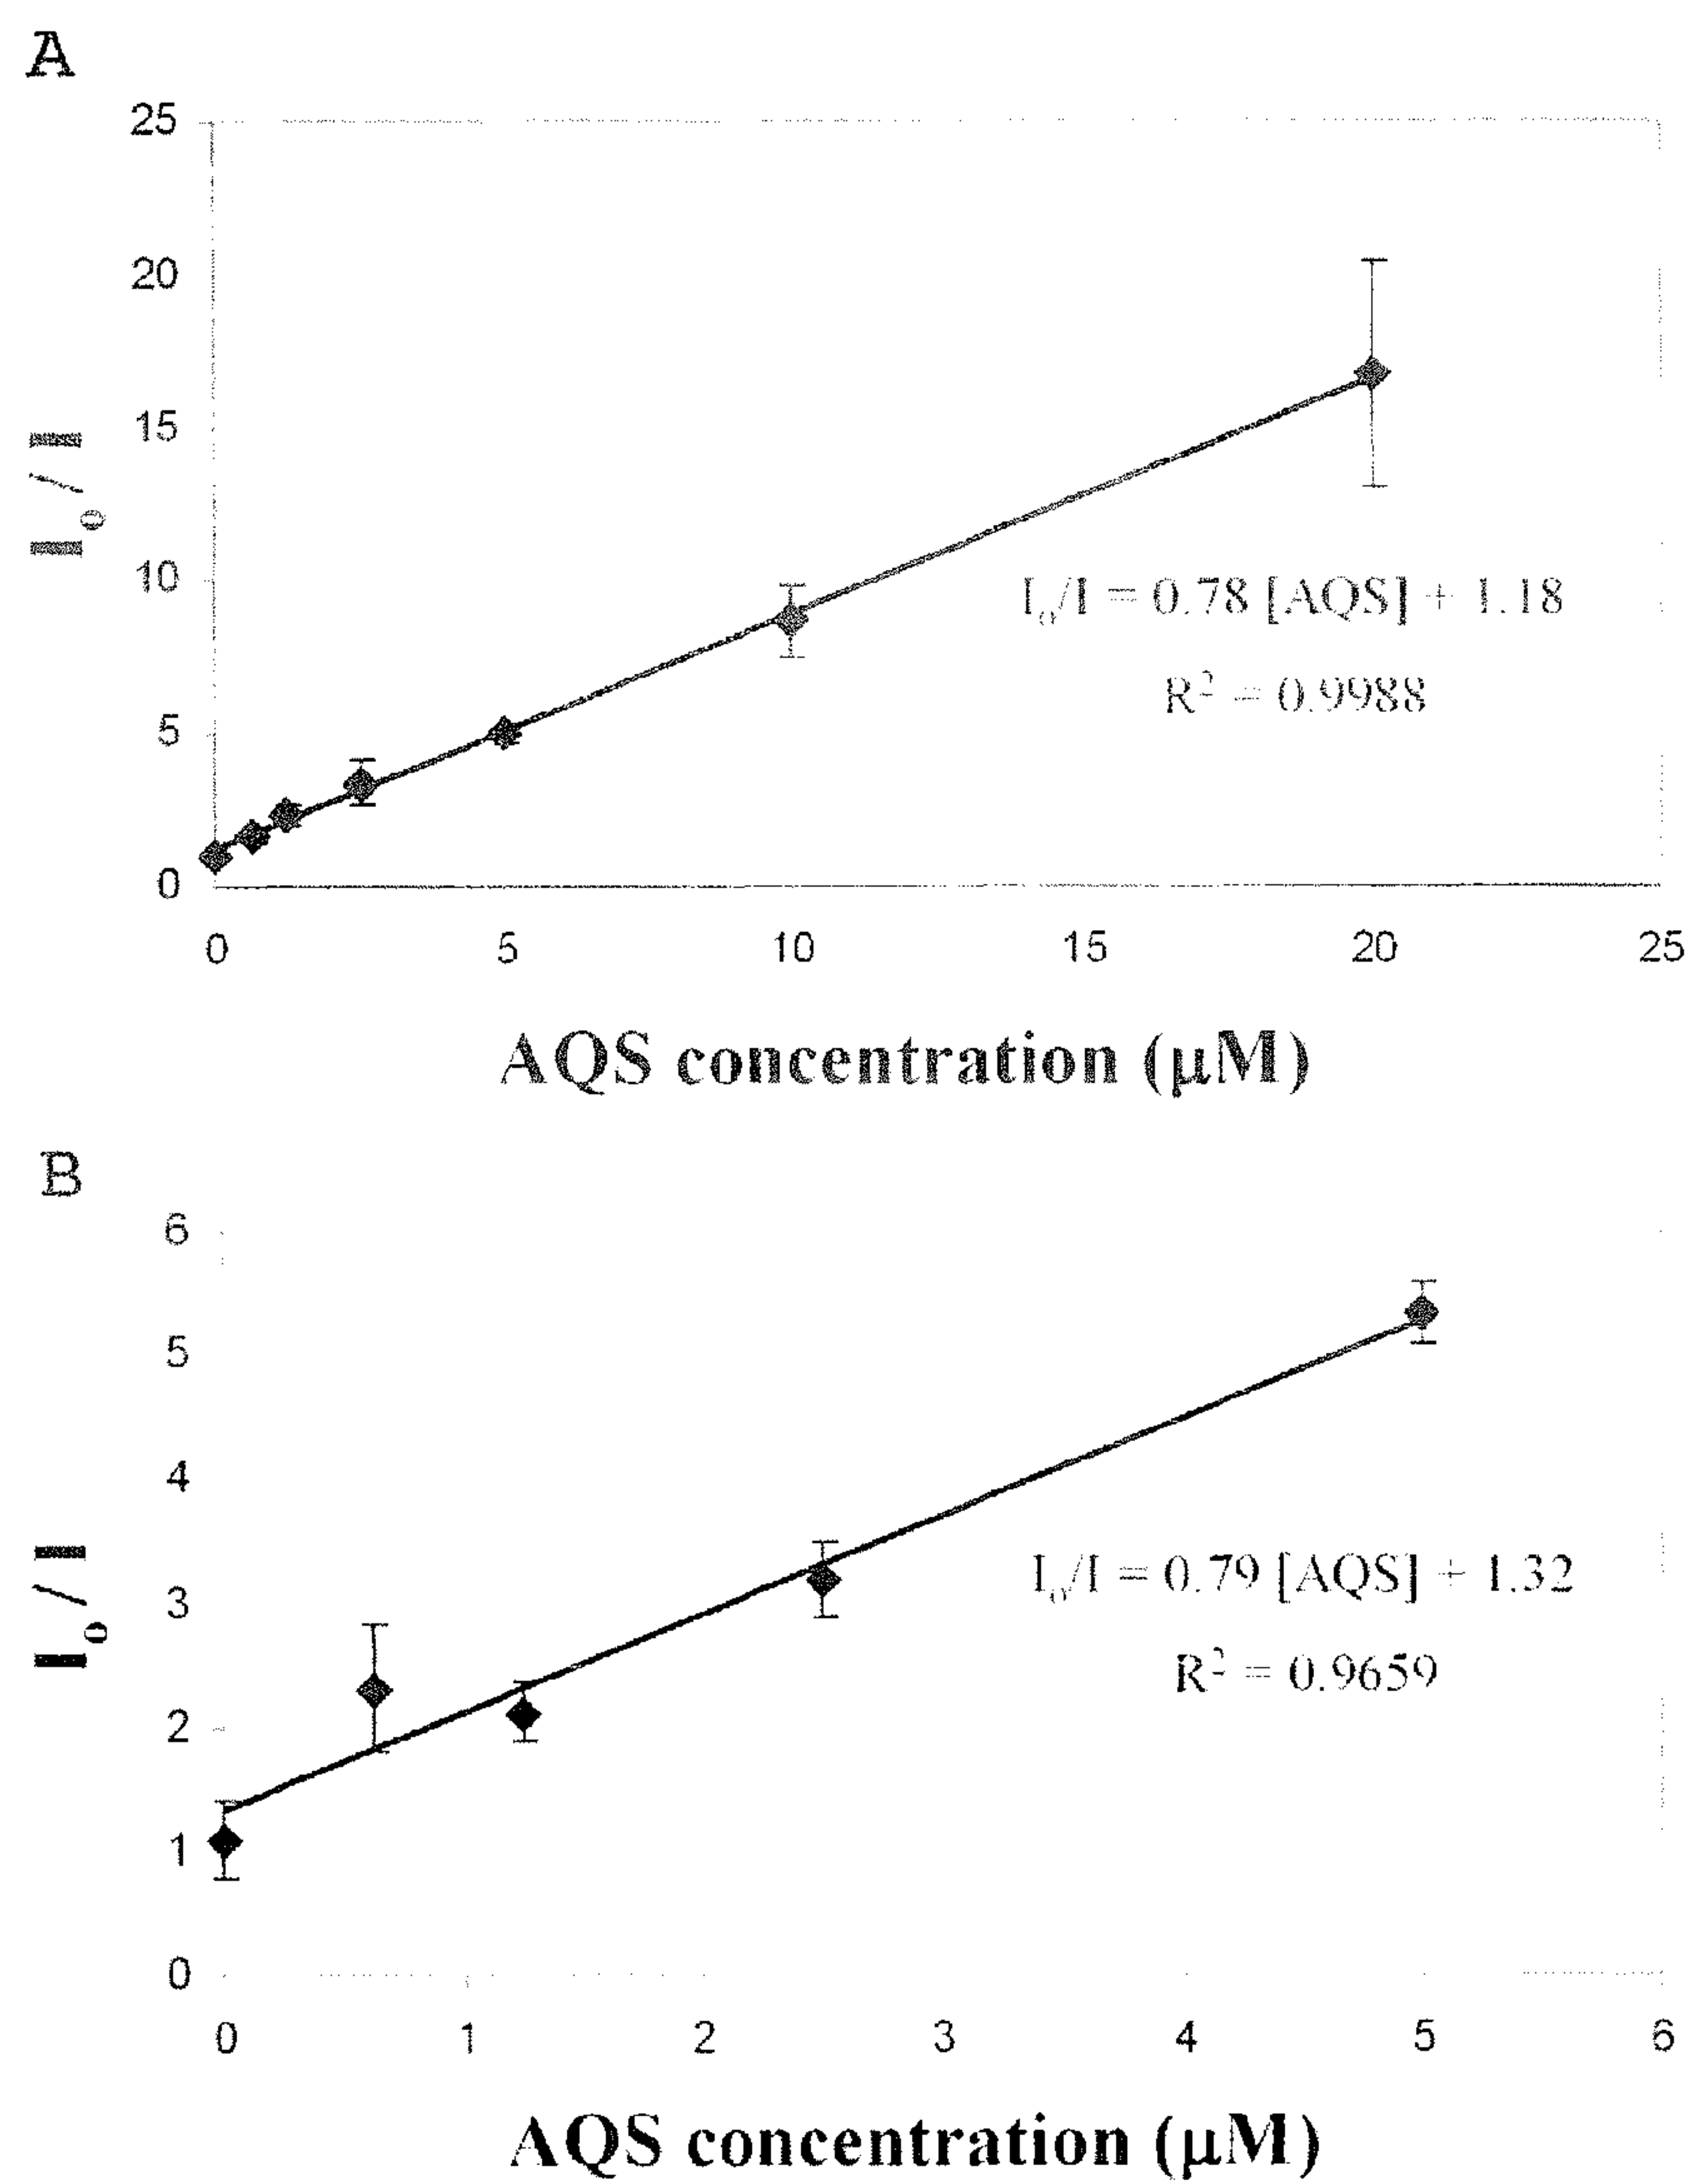 A
25
20
15
10
5
0
I₀ / I
I₀/I = 0.78 [AQS] + 1.18
R² = 0.9988
0 5 10 15 20 25
AQS concentration (μM)
B
6
5
4
3
2
1
0
I₀ / I
I₀/I = 0.79 [AQS] + 1.32
R² = 0.9659
0 1 2 3 4 5 6
AQS concentration (μM)